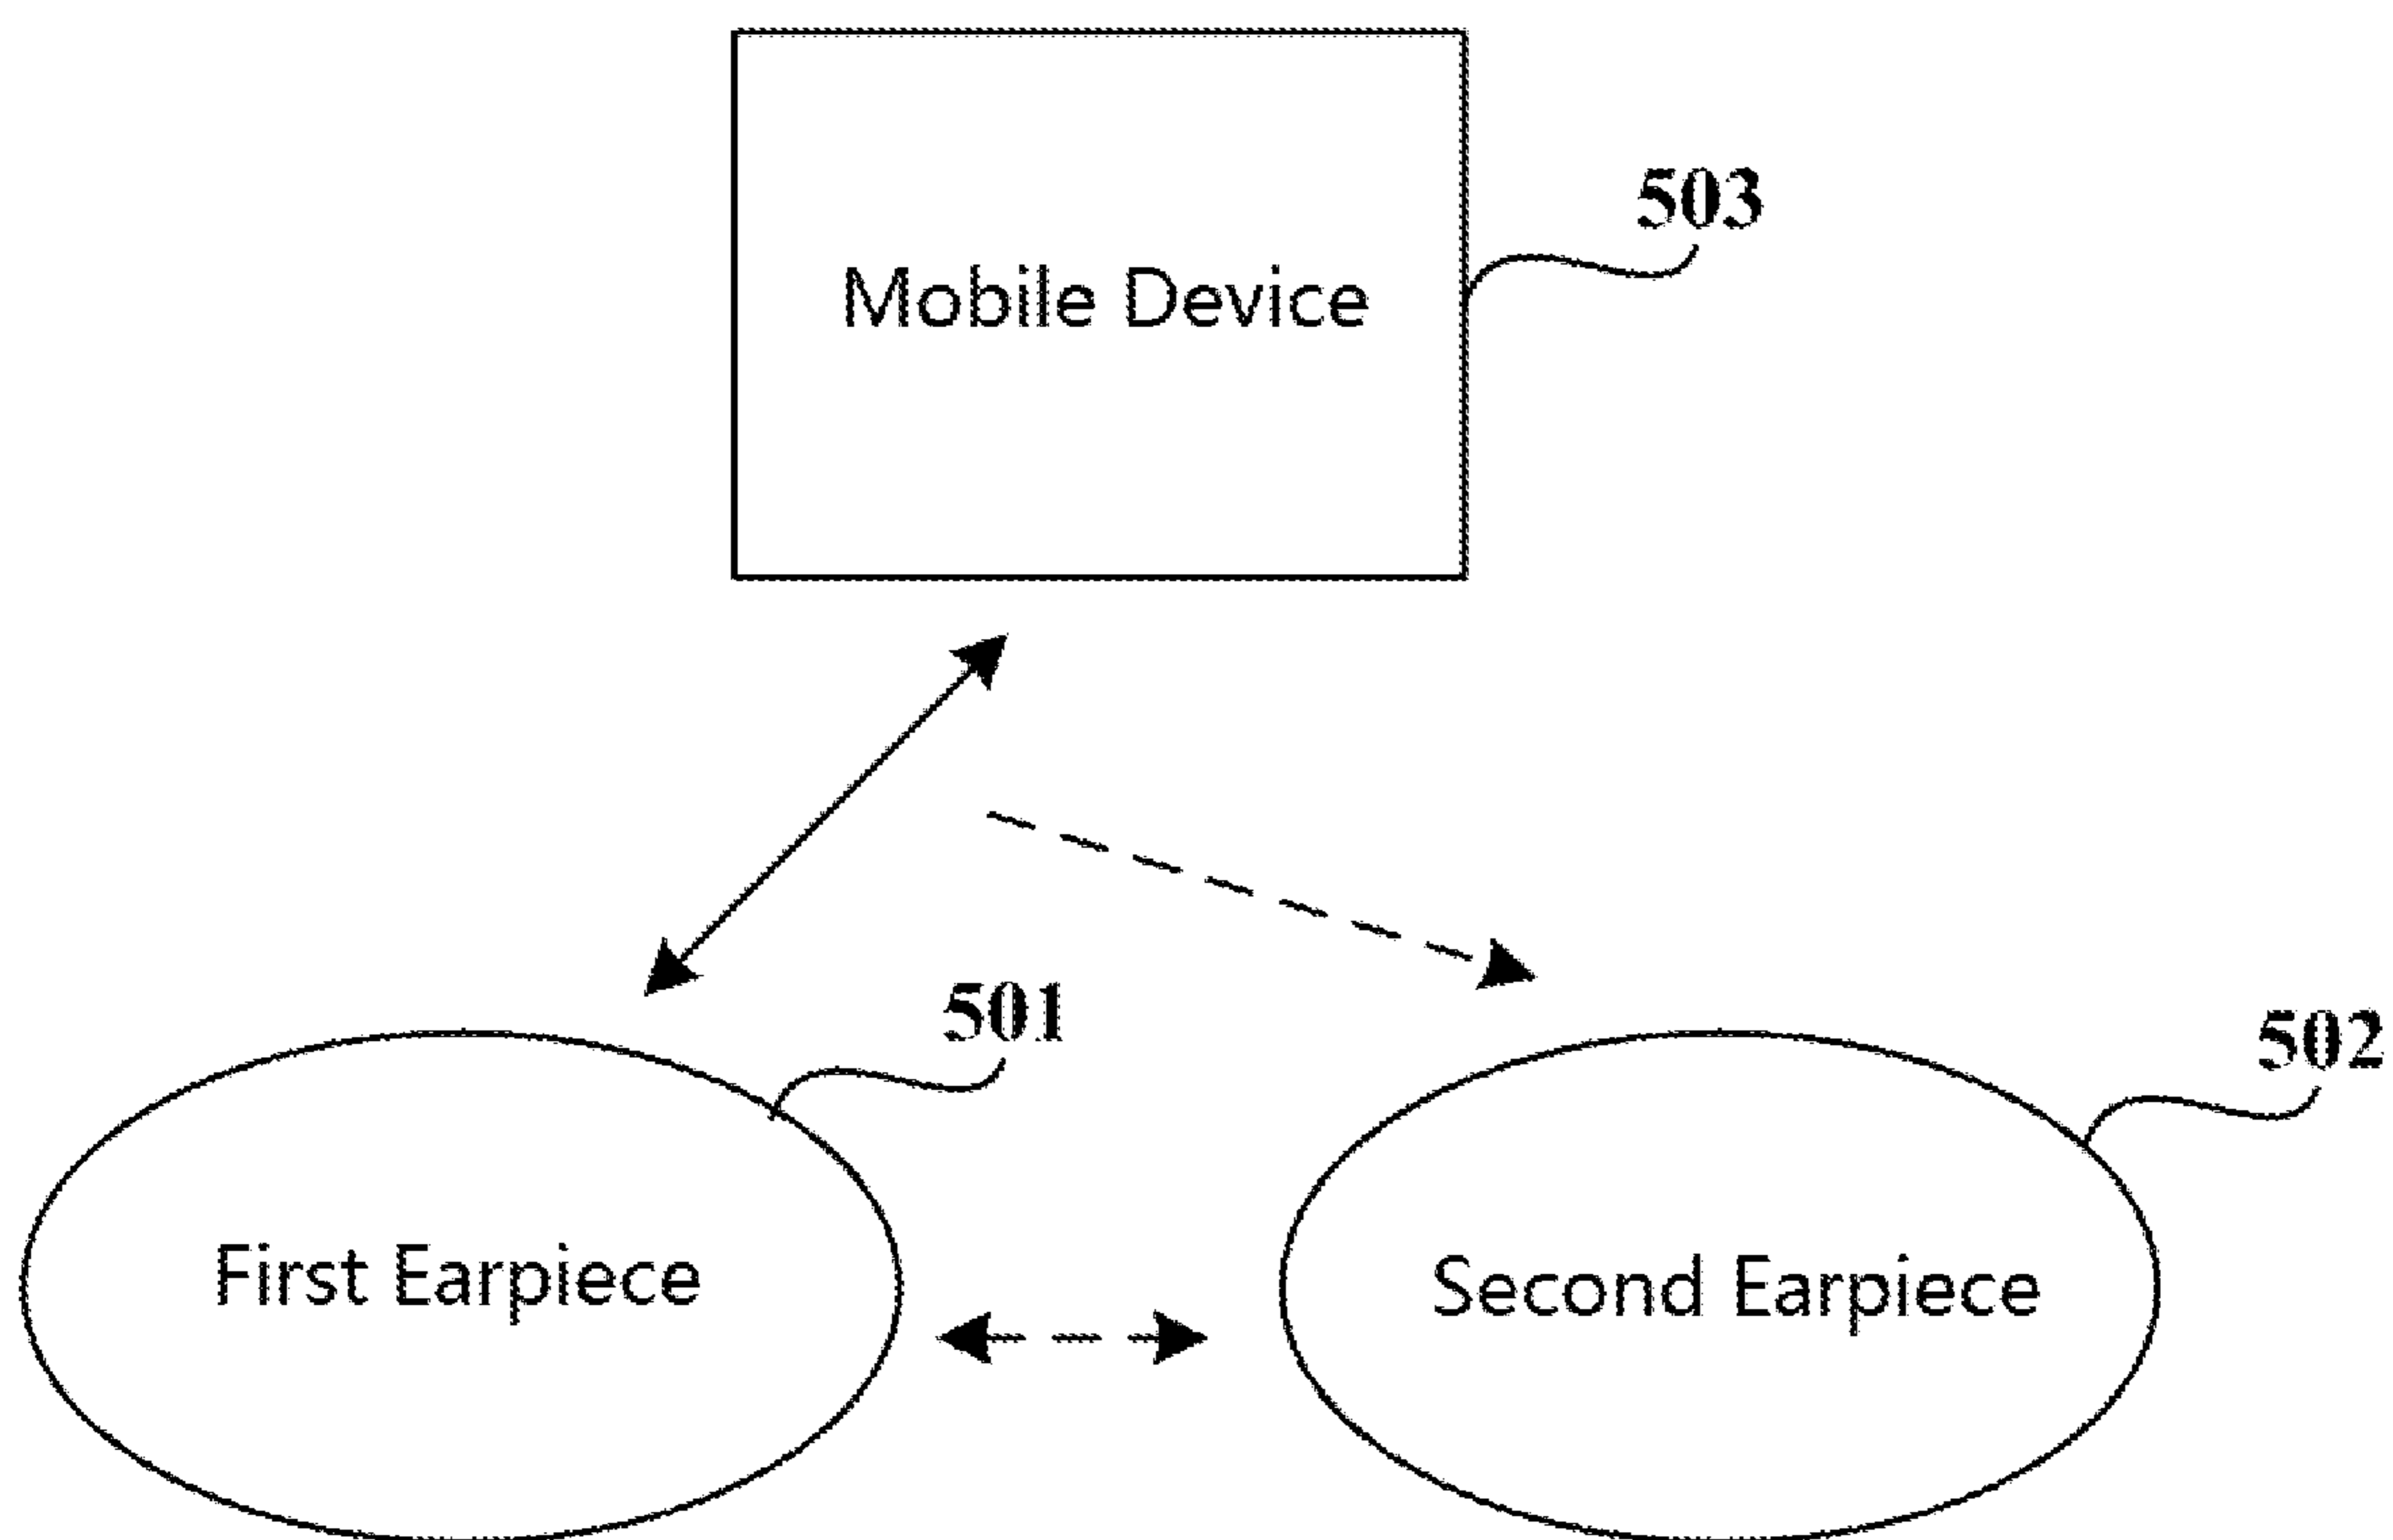 503
Mobile Device
501
502
First Earpiece
Second Earpiece